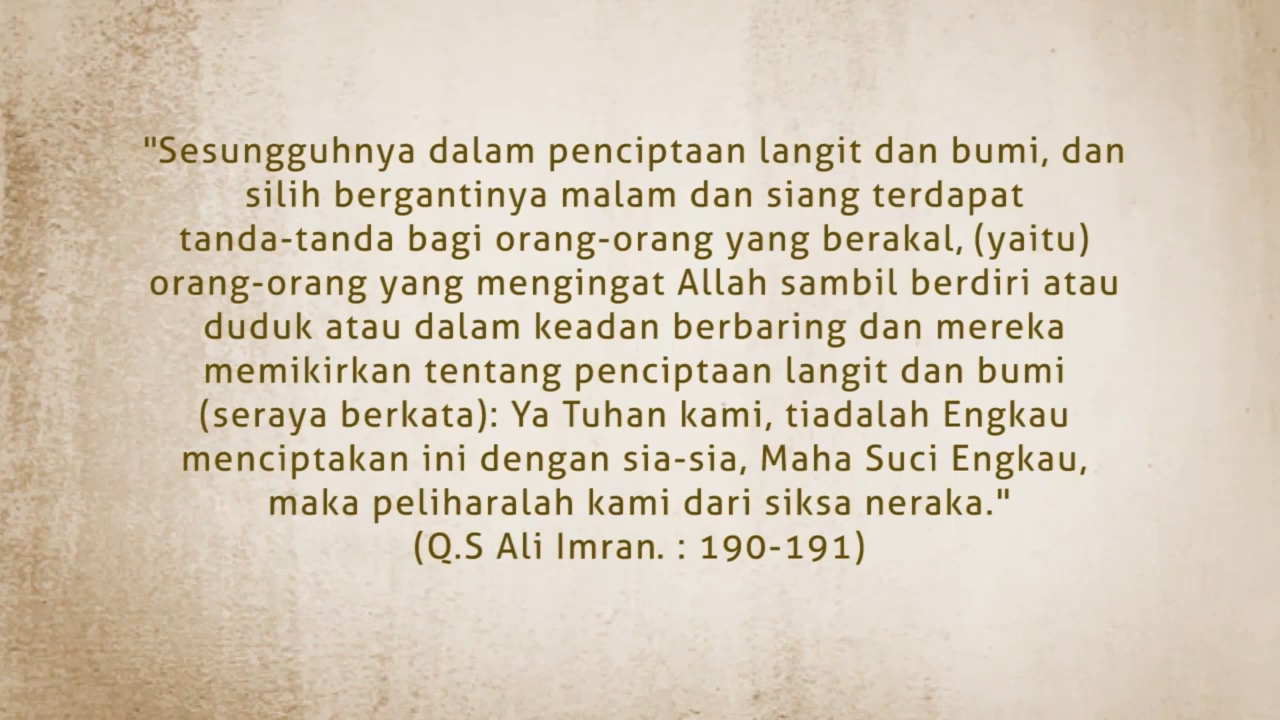 "Sesungguhnya dalam penciptaan langit dan bumi, dan
silih bergantinya malam dan siang terdapat
tanda-tanda bagi orang-orang yang berakal, (yaitu)
orang-orang yang mengingat Allah sambil berdiri atau
duduk atau dalam keadan berbaring dan mereka
memikirkan tentang penciptaan langit dan bumi
(seraya berkata): Ya Tuhan kami, tiadalah Engkau
menciptakan ini dengan sia-sia, Maha Suci Engkau,
maka peliharalah kami dari siksa neraka."
(Q.S Ali Imran. : 190-191)